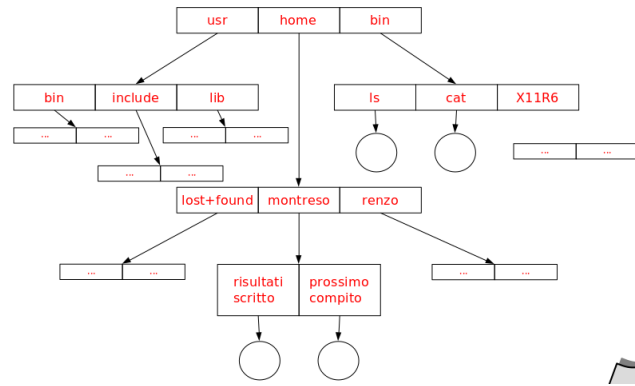 usr home bin
bin include lib
ls cat X11R6
... ...
... ...
... ...
... ...
lost+found montreso renzo
... ...
... ...
risultati scritto
prossimo compito